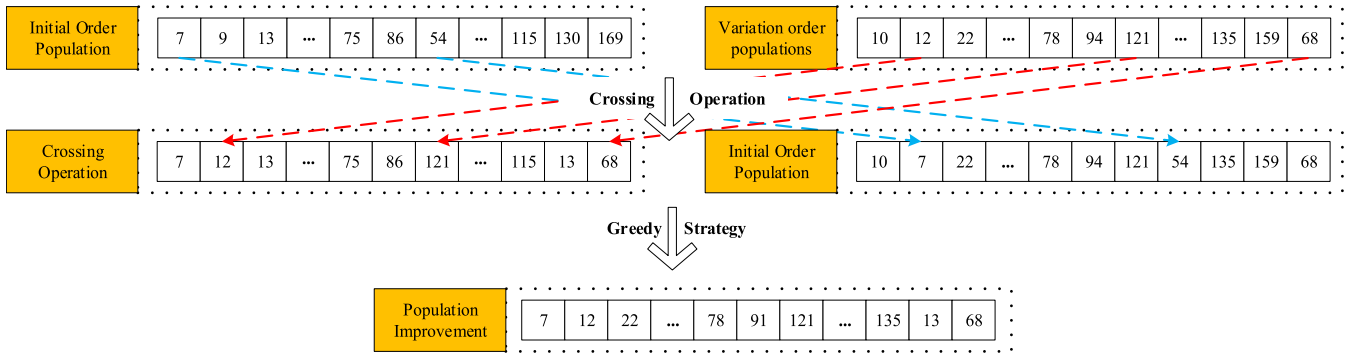 Initial Order
Population
7 9 13 ... 75 86 54 ... 115 130 169
Variation order
populations
10 12 22 ... 78 94 121 ... 135 159 68
Crossing Operation
Crossing
Operation
7 12 13 ... 75 86 121 ... 115 13 68
Initial Order
Population
10 7 22 ... 78 94 121 54 135 159 68
Greedy Strategy
Population
Improvement
7 12 22 ... 78 91 121 ... 135 13 68